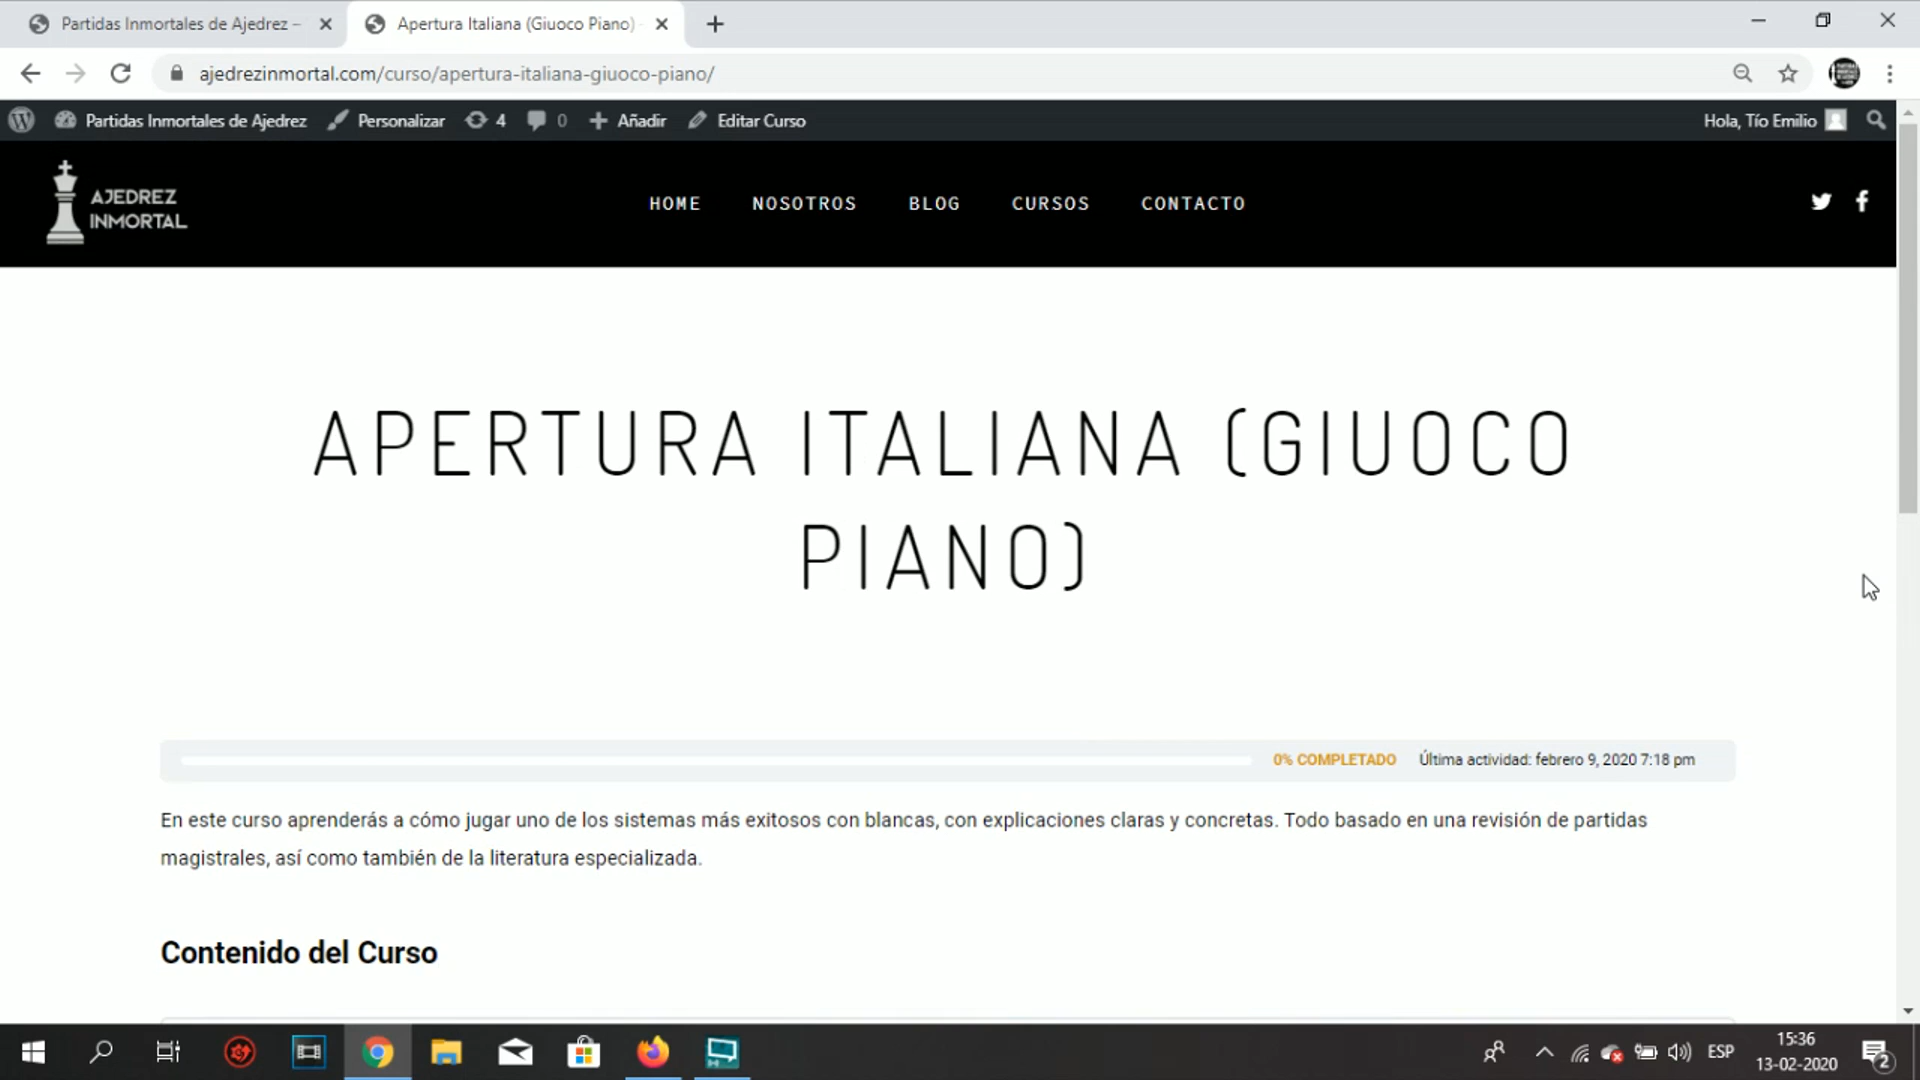 Partidas Inmortales de Ajedrez –
Apertura Italiana (Giuoco Piano)
ajedrezinmortal.com/curso/apertura-italiana-giuoco-piano/
Partidas Inmortales de Ajedrez
Personalizar
4
0
Añadir
Editar Curso
Hola, Tío Emilio
AJEDREZ
INMORTAL
HOME
NOSOTROS
BLOG
CURSOS
CONTACTO
APERTURA ITALIANA (GIUOCO
PIANO)
0% COMPLETADO
Última actividad: febrero 9, 2020 7:18 pm
En este curso aprenderás a cómo jugar uno de los sistemas más exitosos con blancas, con explicaciones claras y concretas. Todo basado en una revisión de partidas
magistrales, así como también de la literatura especializada.
Contenido del Curso
ESP
15:36
13-02-2020
2